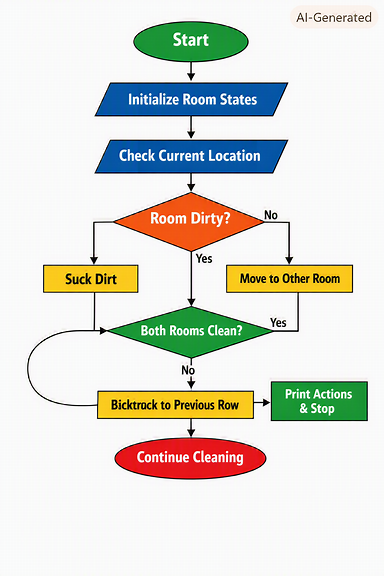 AI-Generated
Start
Initialize Room States
Check Current Location
Room Dirty?
No
Yes
Suck Dirt
Move to Other Room
Both Rooms Clean?
Yes
No
Bicktrack to Previous Row
Print Actions
& Stop
Continue Cleaning